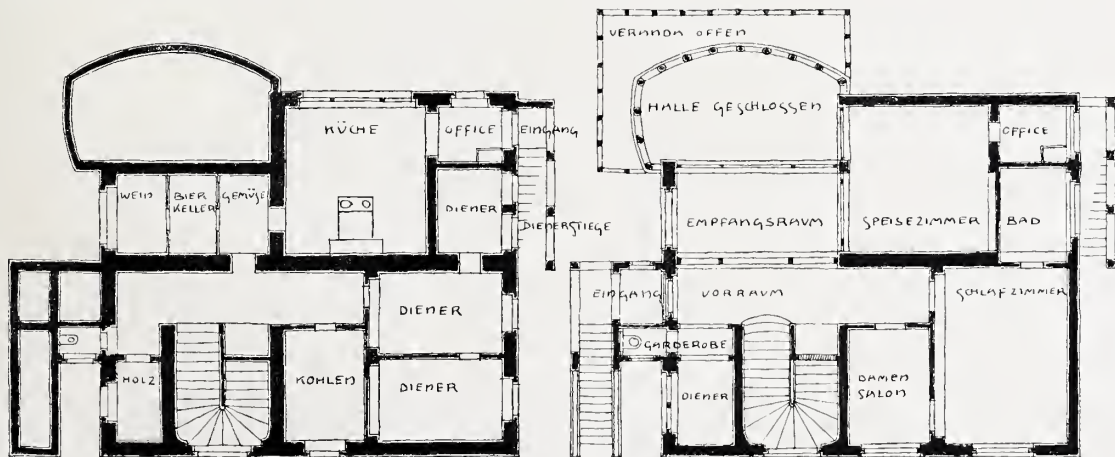 KÜCHE
OFFICE
EINGANG
WEIN
BIER
KELLER
GEMÜSE
DIENER
DIENERSTIEGE
DIENER
HOLZ
KOHLEN
DIENER
VERANDA OFFEN
HALLE GESCHLOSSEN
OFFICE
EMPFANGSRAUM
SPEISEZIMMER
BAD
EINGANG
VORRAUM
SCHLAFZIMMER
GARDEROBE
DIENER
DAMEN
SALON